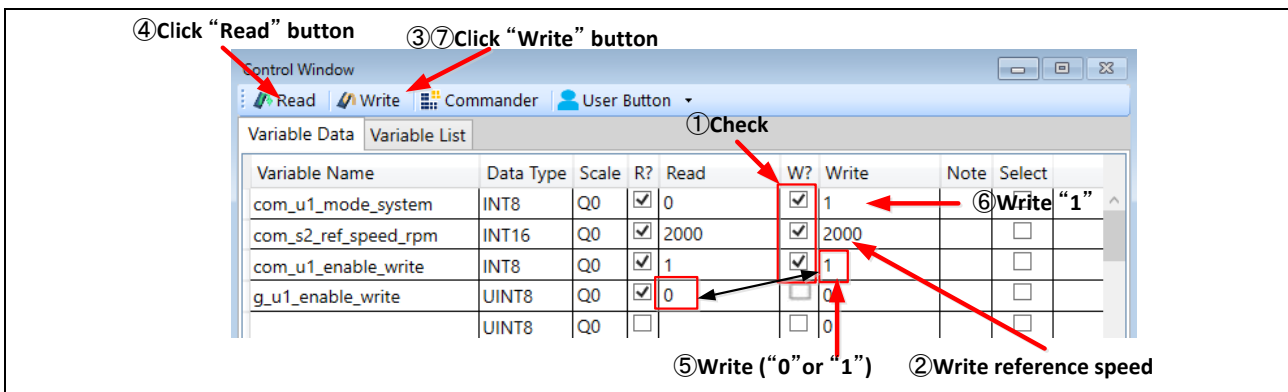 ④Click “Read” button
③⑦Click “Write” button
Control Window
Read Write Commander User Button
①Check
Variable Data Variable List
Variable Name Data Type Scale R? Read W? Write Note Select
com_u1_mode_system INT8 Q0 0 1 ⑥Write “1”
com_s2_ref_speed_rpm INT16 Q0 2000 2000
com_u1_enable_write INT8 Q0 1 1
g_u1_enable_write UINT8 Q0 0 0
UINT8 Q0 0
⑤Write (“0”or “1”) ②Write reference speed